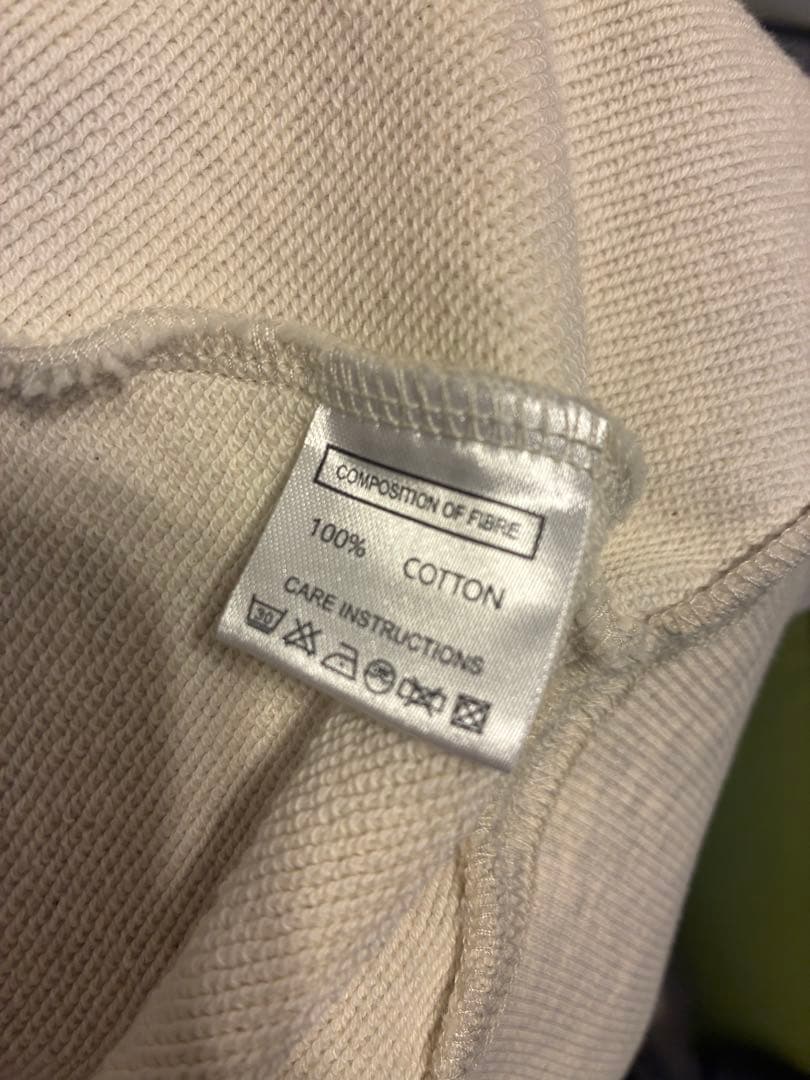 COMPOSITION OF FIBRE
100% COTTON
CARE INSTRUCTIONS
30